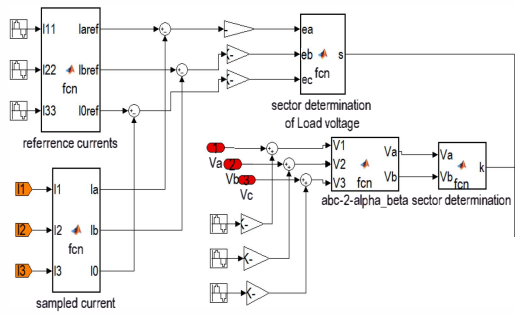 I11 Iaref
I22 Ibref
I33 I0ref
fcn
referrence currents
ea
eb s
ec fcn
sector determination
of Load voltage
I1 I1 Ia
I2 I2 Ib
I3 I3 I0
fcn
sampled current
1
Va 2
Vb 3
Vc
V1 Va
V2
V3 Vb
fcn
abc-2-alpha_beta
Va
Vb k
fcn
sector determination